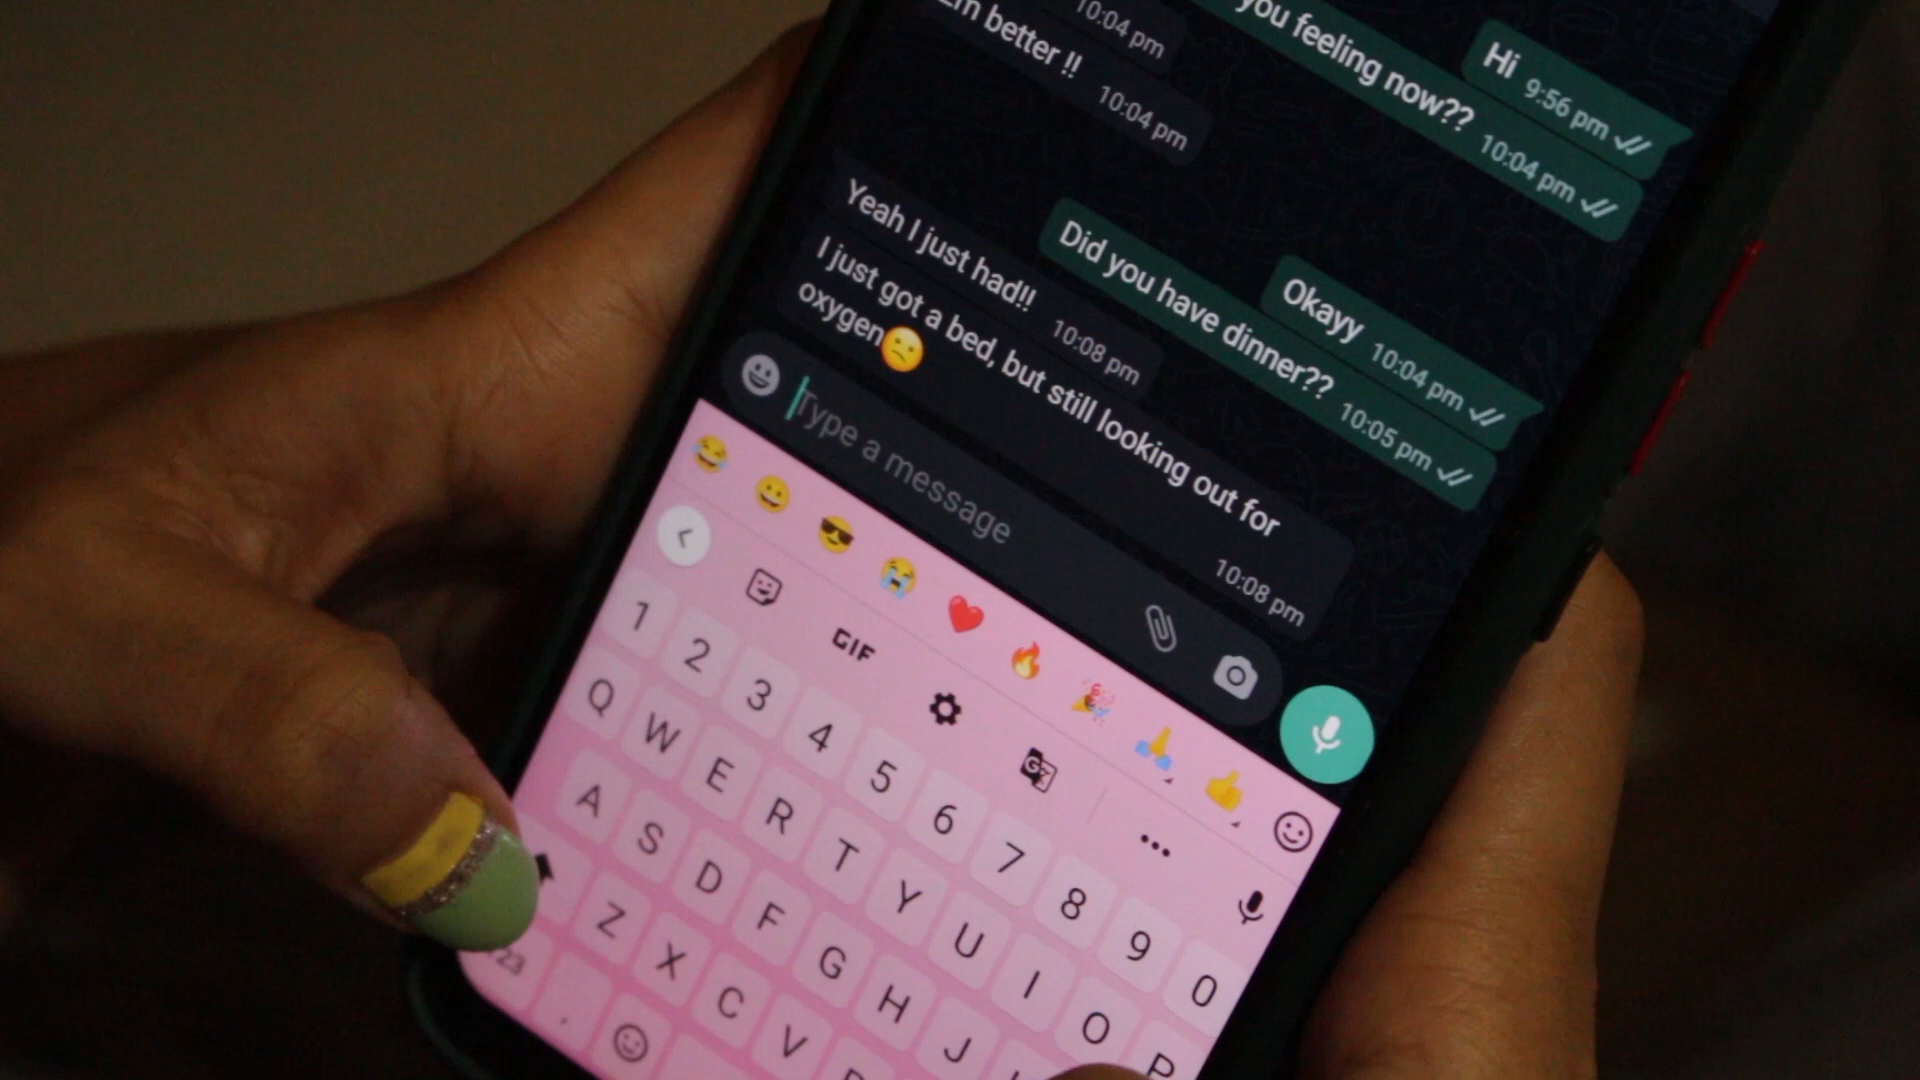 Hi 9:56 pm
you feeling now?? 10:04 pm
10:04 pm
Im better !! 10:04 pm
Okayy 10:04 pm
Did you have dinner?? 10:05 pm
Yeah I just had!! 10:08 pm
I just got a bed, but still looking out for
oxygen🙁 10:08 pm
Type a message
GIF
1 2 3 4 5 6 7 8 9 0
Q W E R T Y U I O P
A S D F G H J
Z X C V